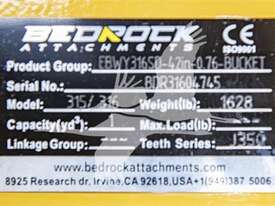 BEDROCK
ATTACHMENTS
CE
ISO9001
Product Group: EBWY316SD-42in-0.76-BUCKET
Serial No.: BDR31604745
Model: 315/316 Weight(lb): 1628
Capacity(yd³): 1 Max.Load(lb): ---
Linkage Group: --- Teeth Series: J350
www.bedrockattachments.com
8925 Research dr, Irvine,CA 92618,USA+1(949)387 5006